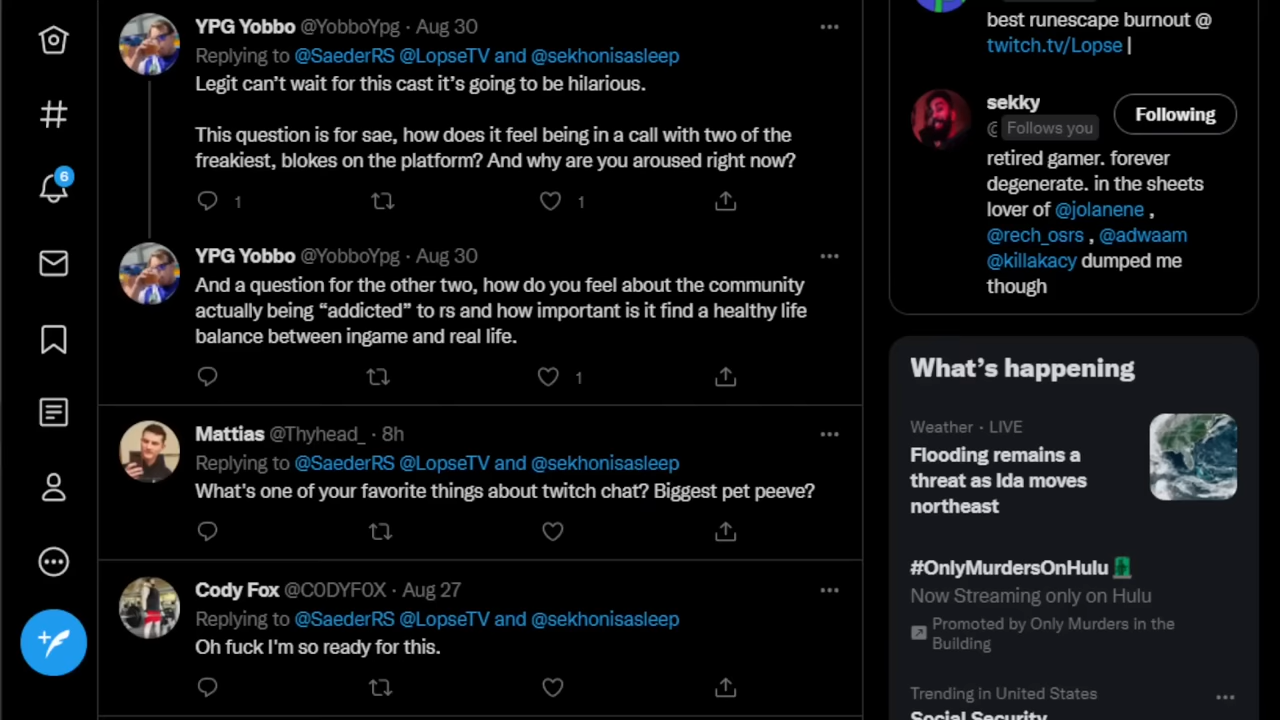 YPG Yobbo @YobboYpg · Aug 30
Replying to @SaederRS @LopseTV and @sekhonisasleep
Legit can’t wait for this cast it’s going to be hilarious.
This question is for sae, how does it feel being in a call with two of the
freakiest, blokes on the platform? And why are you aroused right now?
1
1
YPG Yobbo @YobboYpg · Aug 30
And a question for the other two, how do you feel about the community
actually being “addicted” to rs and how important is it find a healthy life
balance between ingame and real life.
1
Mattias @Thyhead_ · 8h
Replying to @SaederRS @LopseTV and @sekhonisasleep
What's one of your favorite things about twitch chat? Biggest pet peeve?
Cody Fox @C0DYF0X · Aug 27
Replying to @SaederRS @LopseTV and @sekhonisasleep
Oh fuck I'm so ready for this.
6
best runescape burnout @
twitch.tv/Lopse |
sekky
@ Follows you
Following
retired gamer. forever
degenerate. in the sheets
lover of @jolanene ,
@rech_osrs , @adwaam
@killakacy dumped me
though
What’s happening
Weather · LIVE
Flooding remains a
threat as Ida moves
northeast
#OnlyMurdersOnHulu
Now Streaming only on Hulu
Promoted by Only Murders in the
Building
Trending in United States
Social Security